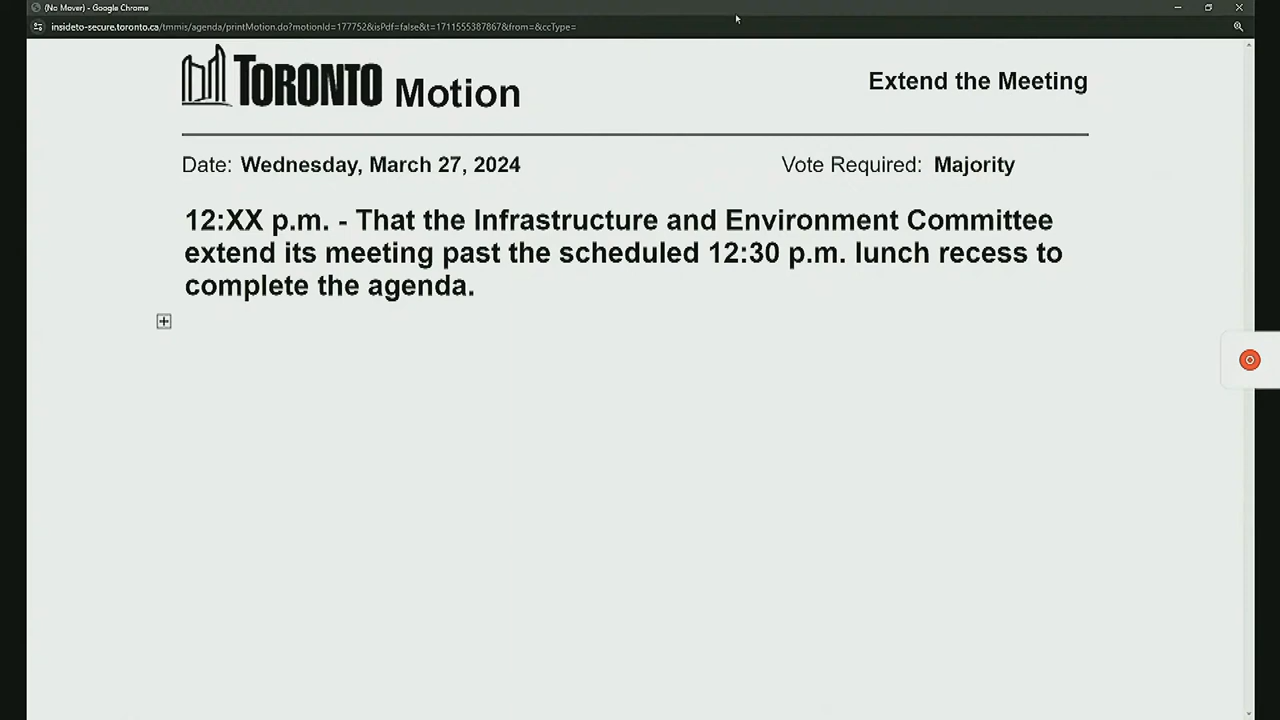 (No Mover) - Google Chrome
insideto-secure.toronto.ca/tmmis/agenda/printMotion.do?motionId=177752&isPdf=false&t=1711555387867&from=&ccType=
TORONTO Motion
Extend the Meeting
Date: Wednesday, March 27, 2024
Vote Required: Majority
12:XX p.m. - That the Infrastructure and Environment Committee
extend its meeting past the scheduled 12:30 p.m. lunch recess to
complete the agenda.